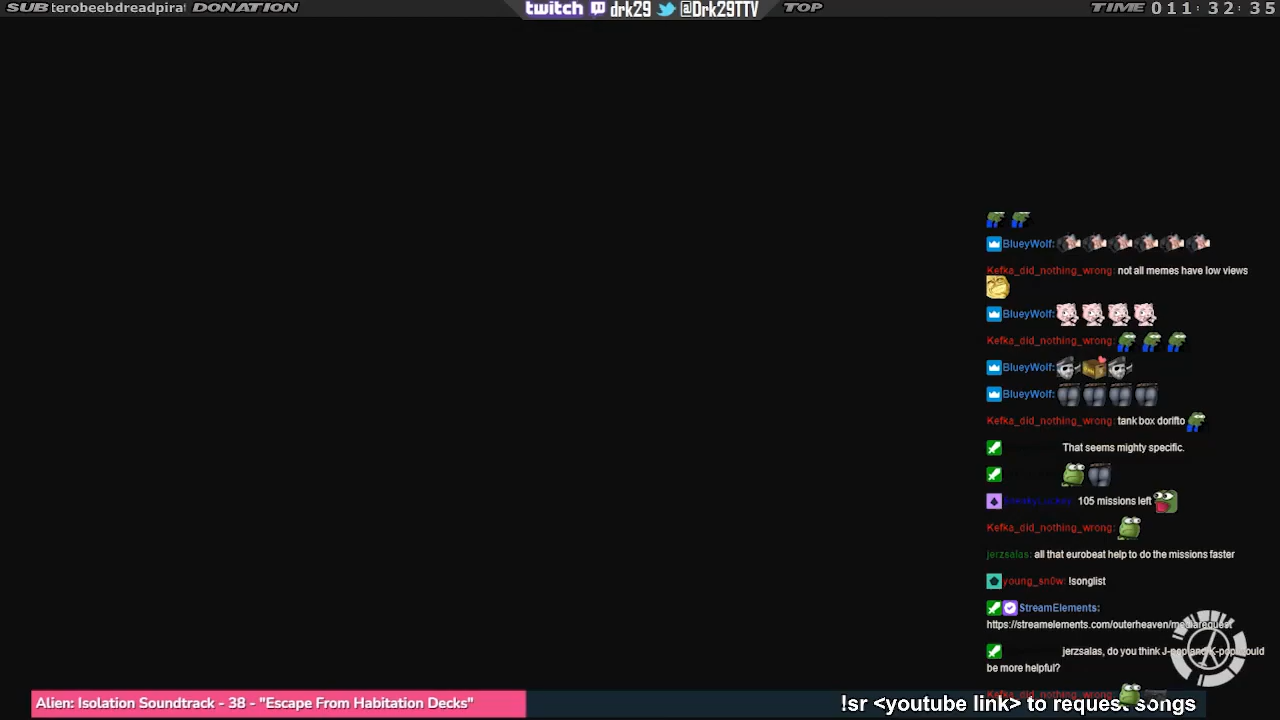 SUB terobeebdreadpira DONATION twitch drk29 @Drk29TTV TOP TIME 011:32:35
BlueyWolf:
Kefka_did_nothing_wrong: not all memes have low views
BlueyWolf:
Kefka_did_nothing_wrong:
BlueyWolf:
BlueyWolf:
Kefka_did_nothing_wrong: tank box dorifto
That seems mighty specific.
105 missions left
Kefka_did_nothing_wrong:
jerzsalas: all that eurobeat help to do the missions faster
young_sn0w: !songlist
StreamElements:
https://streamelements.com/outerheaven/mediarequest
jerzsalas, do you think J-pop and K-pop would
be more helpful?
Kefka_did_nothing_wrong:
Alien: Isolation Soundtrack - 38 - "Escape From Habitation Decks"
!sr <youtube link> to request songs